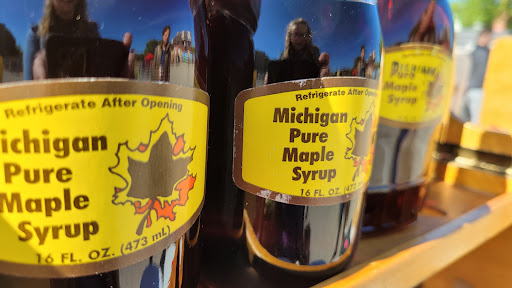 Refrigerate After Opening
ichigan
Pure
Maple
Syrup
16 FL. OZ. (473 mL)
Refrigerate After Opening
Michigan
Pure
Maple
Syrup
16 FL. OZ.
Michigan
Pure
Maple
Syrup